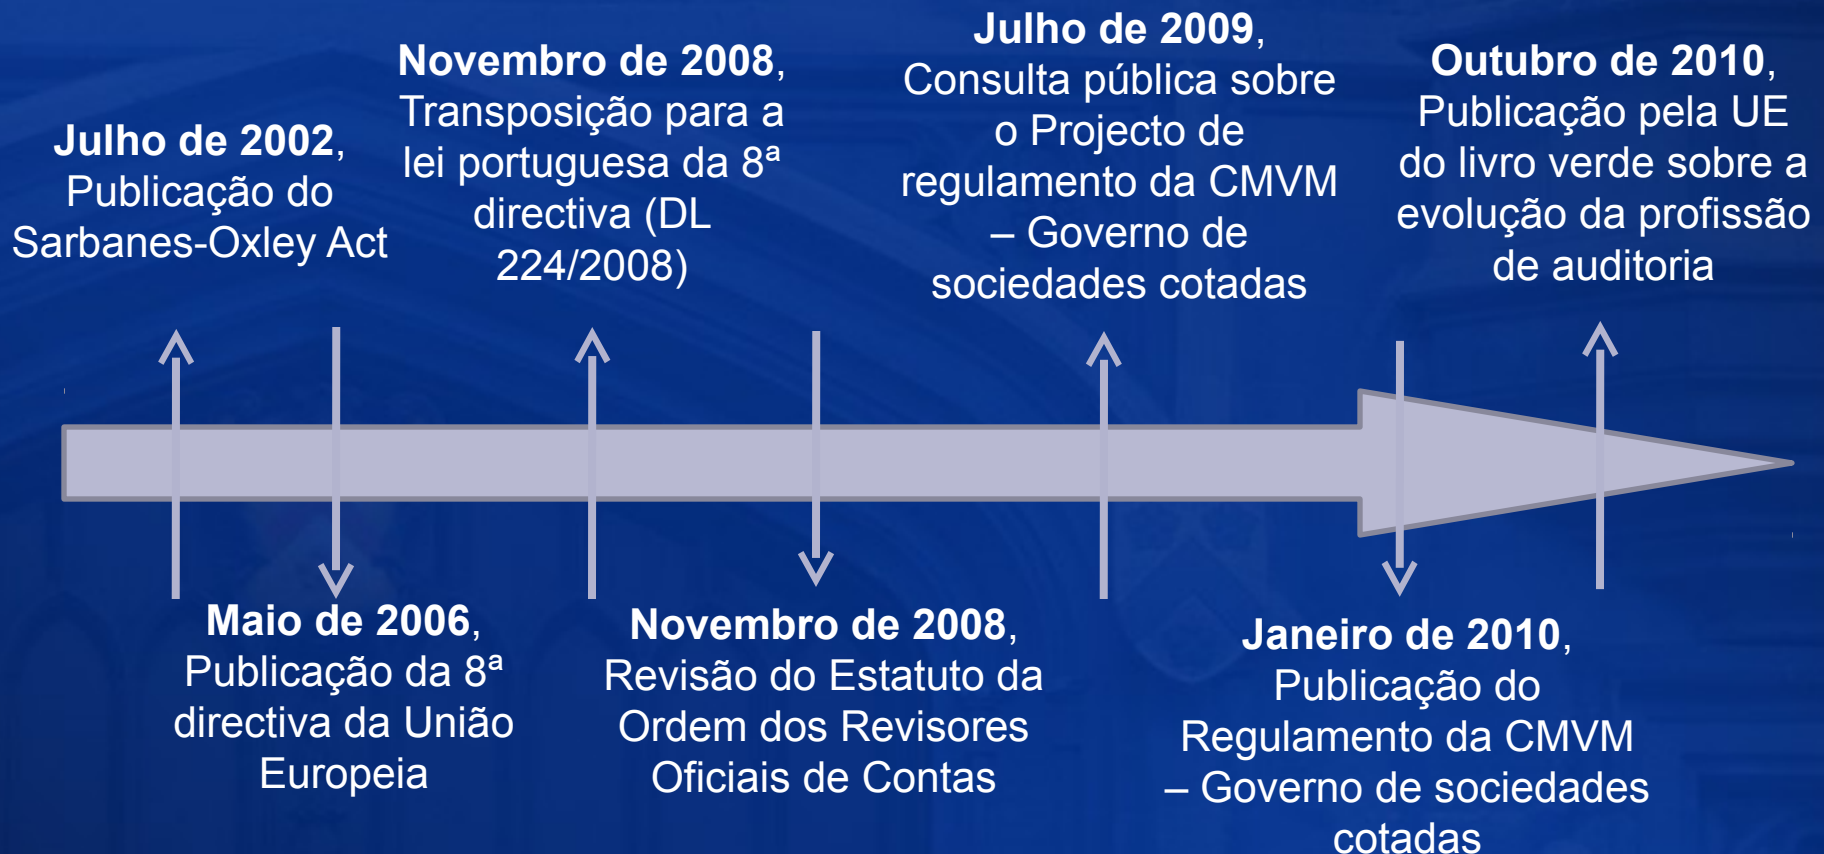 Julho de 2002,
Publicação do
Sarbanes-Oxley Act
Maio de 2006,
Publicação da 8ª
directiva da União
Europeia
Novembro de 2008,
Transposição para a
lei portuguesa da 8ª
directiva (DL
224/2008)
Novembro de 2008,
Revisão do Estatuto da
Ordem dos Revisores
Oficiais de Contas
Julho de 2009,
Consulta pública sobre
o Projecto de
regulamento da CMVM
– Governo de
sociedades cotadas
Janeiro de 2010,
Publicação do
Regulamento da CMVM
– Governo de sociedades
cotadas
Outubro de 2010,
Publicação pela UE
do livro verde sobre a
evolução da profissão
de auditoria